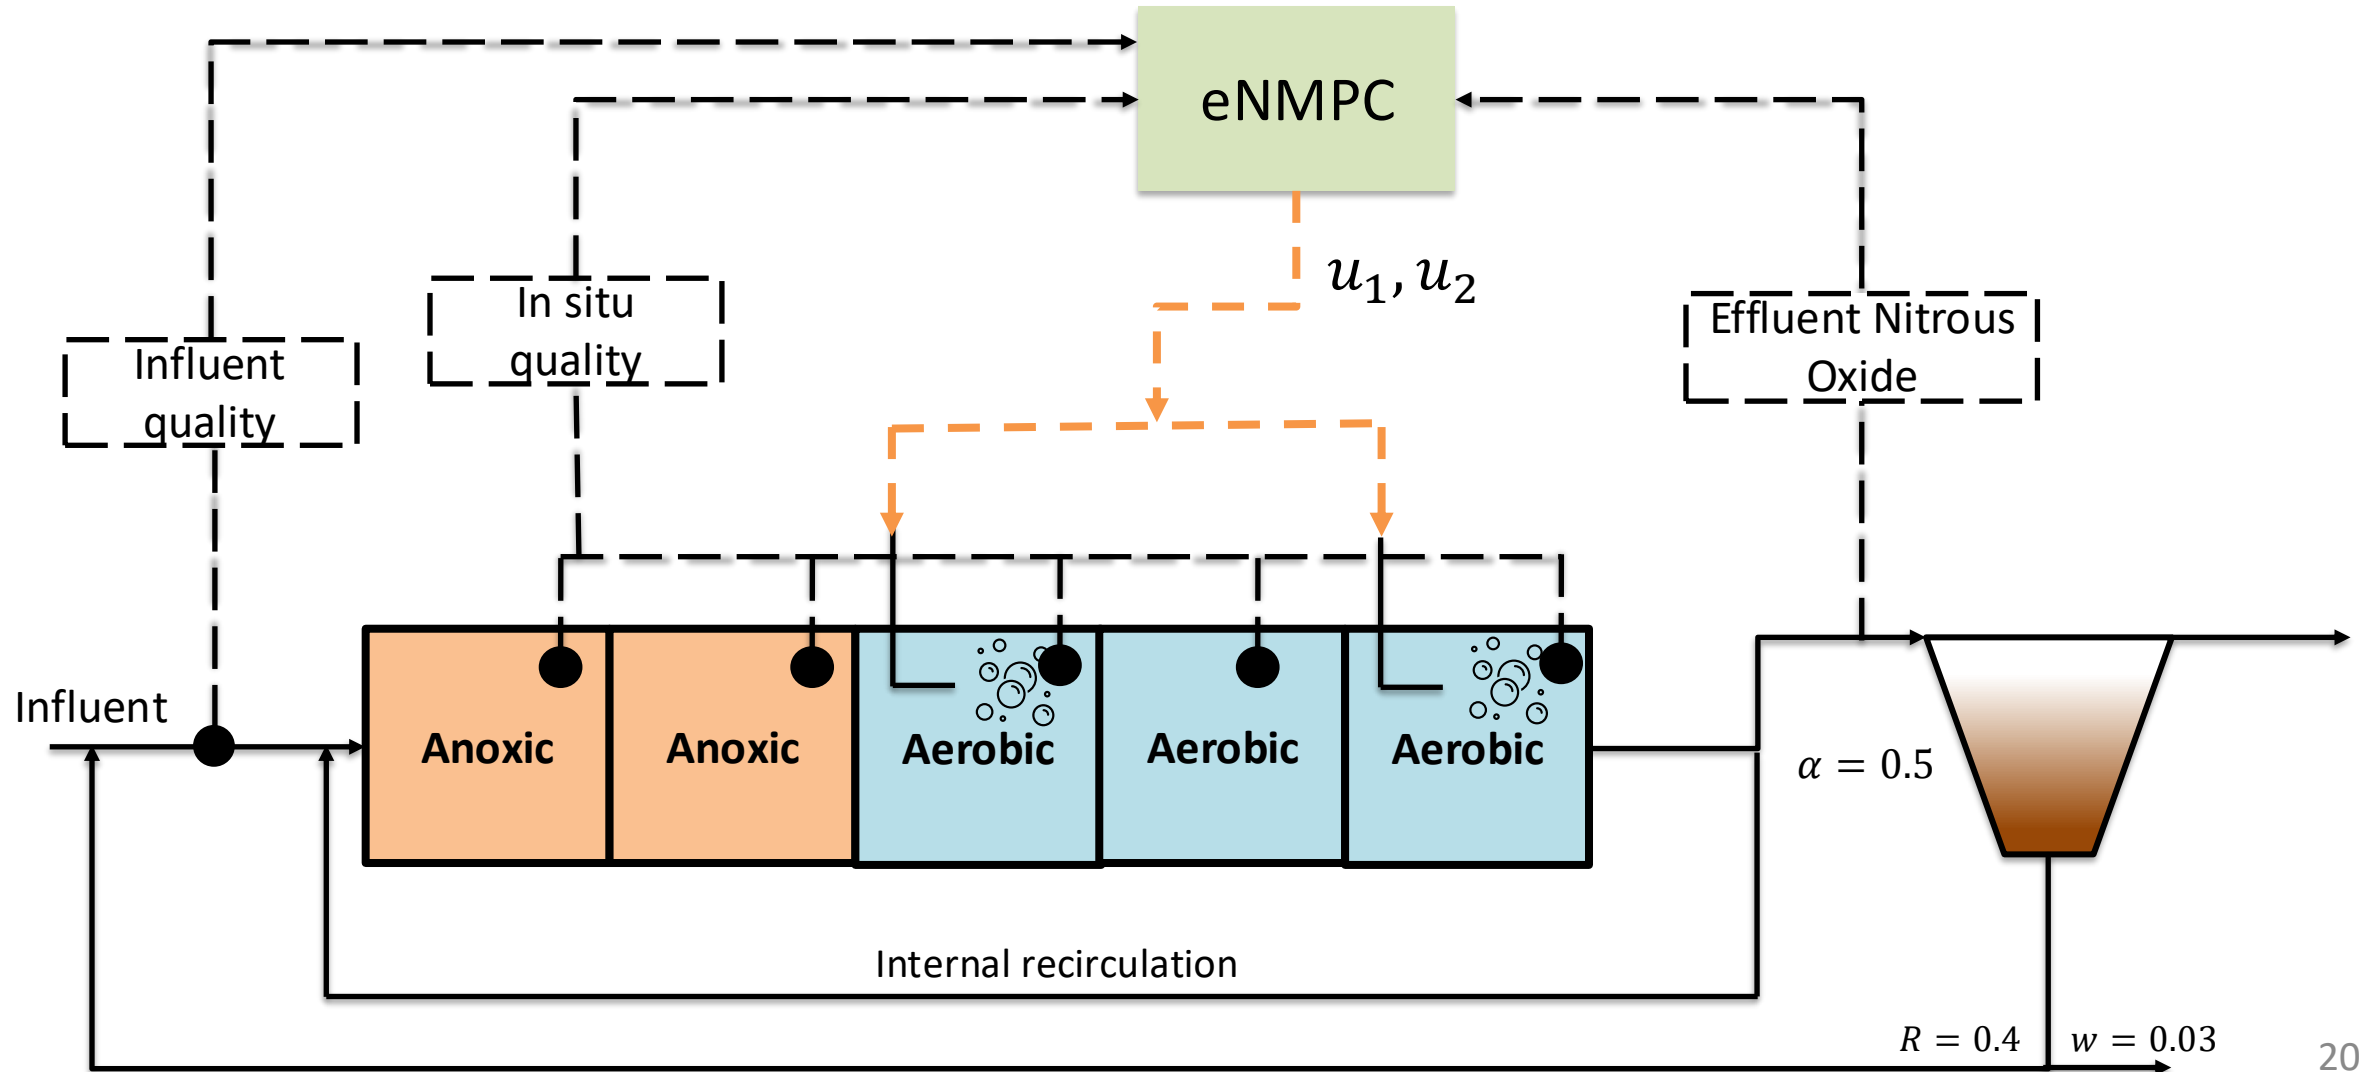 eNMPC
u₁, u₂
In situ
quality
Influent
quality
Effluent Nitrous
Oxide
Influent
Anoxic
Anoxic
Aerobic
Aerobic
Aerobic
α = 0.5
Internal recirculation
R = 0.4
w = 0.03
20